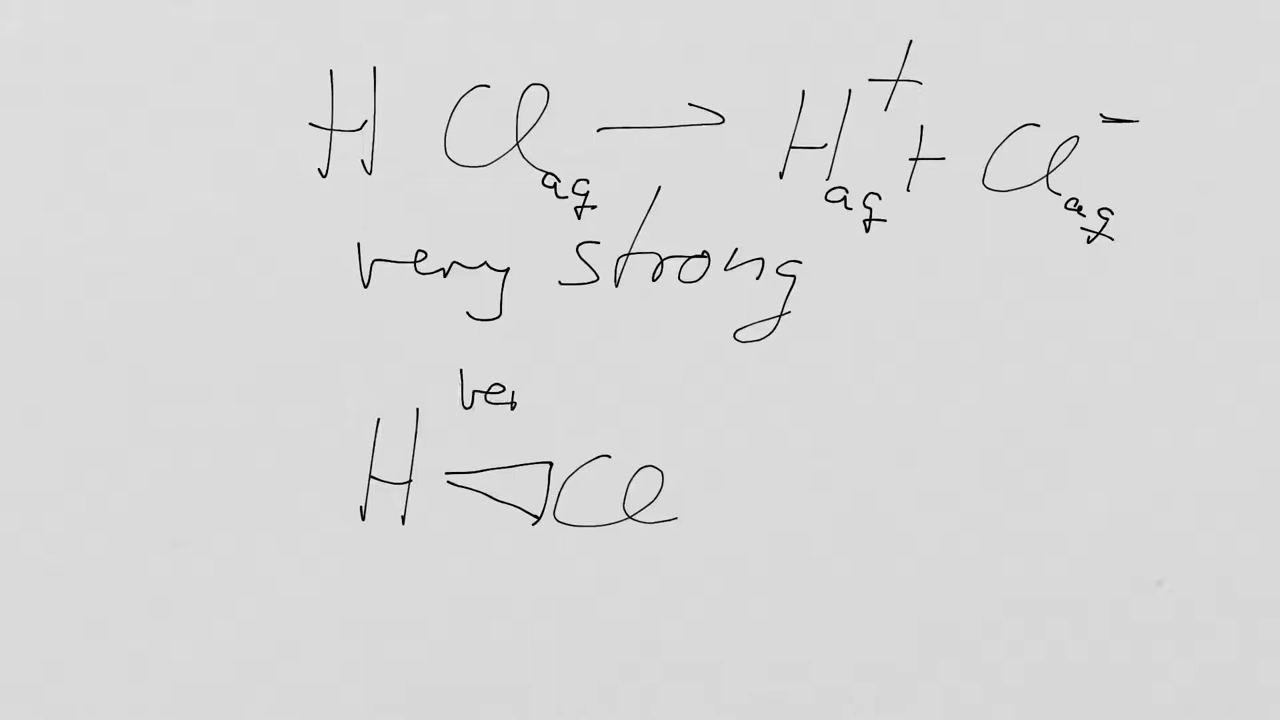 HCl aq → H⁺ aq + Cl⁻ aq
very strong
ver
H Cl